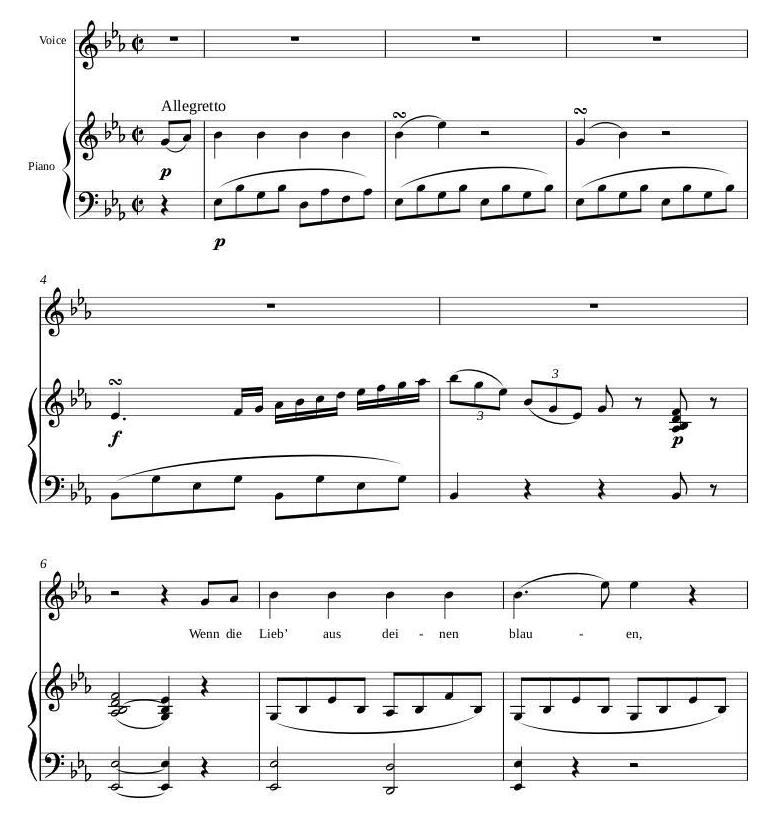 Voice
Allegretto
p
Piano
p
4
f
3
3
p
6
Wenn die Lieb’ aus dei - nen blau - en,